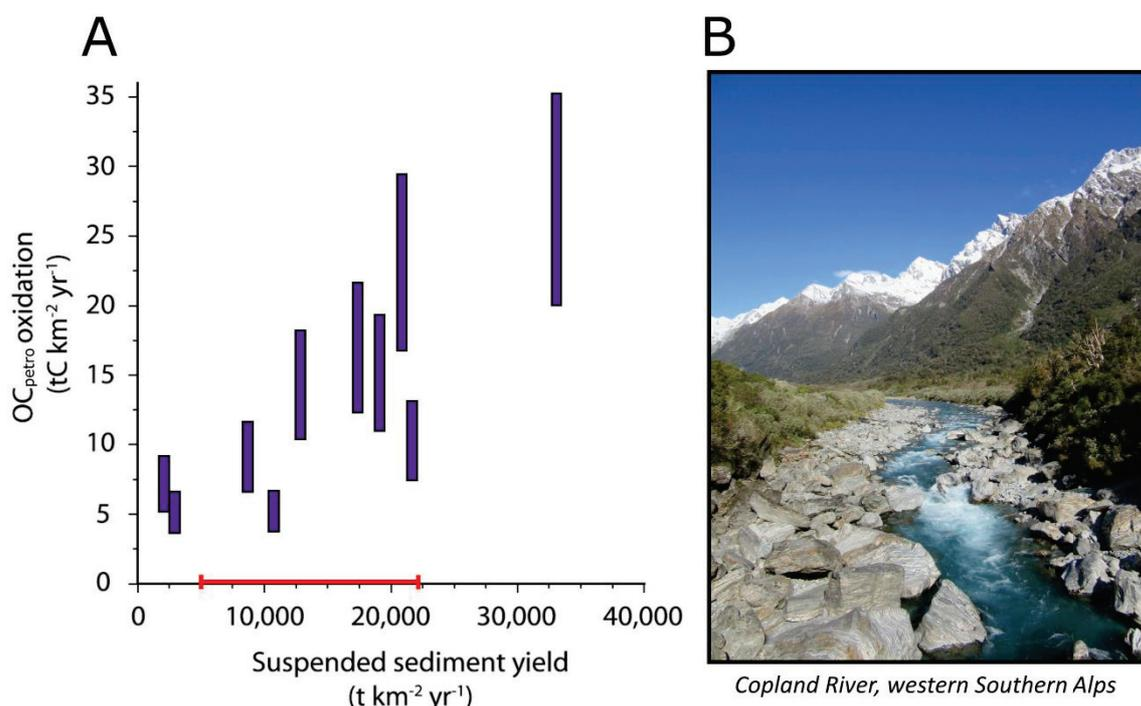 A
B
35
30
25
20
15
10
5
0
OCpetro oxidation
(tC km-2 yr-1)
0 10,000 20,000 30,000 40,000
Suspended sediment yield
(t km-2 yr-1)
Copland River, western Southern Alps